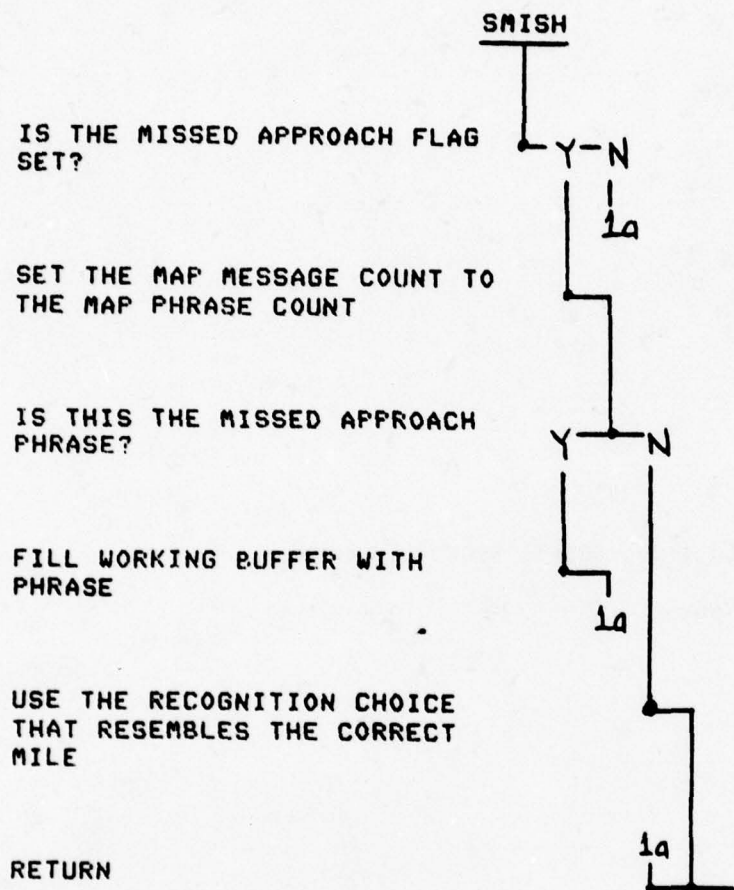 SMISH
IS THE MISSED APPROACH FLAG
SET?
Y N
1a
SET THE MAP MESSAGE COUNT TO
THE MAP PHRASE COUNT
IS THIS THE MISSED APPROACH
PHRASE?
Y N
FILL WORKING BUFFER WITH
PHRASE
1a
USE THE RECOGNITION CHOICE
THAT RESEMBLES THE CORRECT
MILE
1a
RETURN